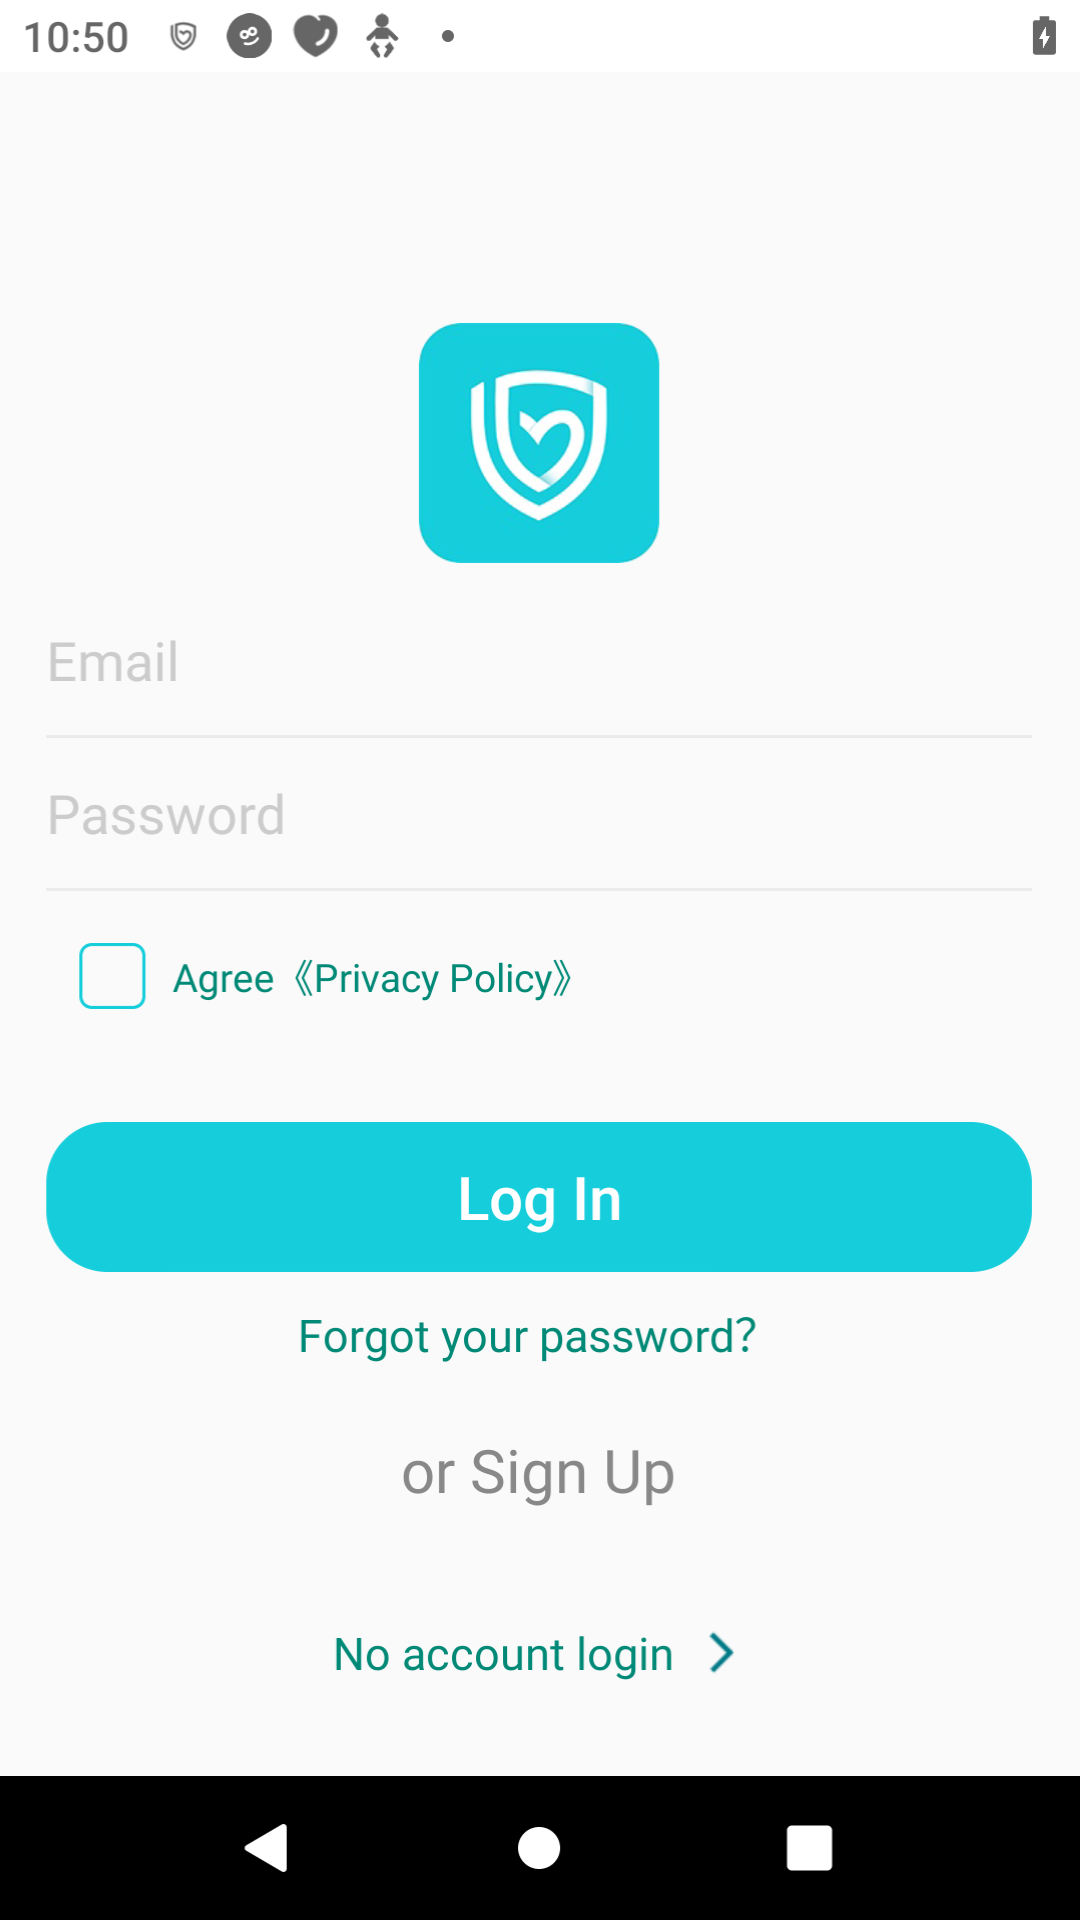 10:50
Email
Password
Agree《Privacy Policy》
Log In
Forgot your password?
or Sign Up
No account login